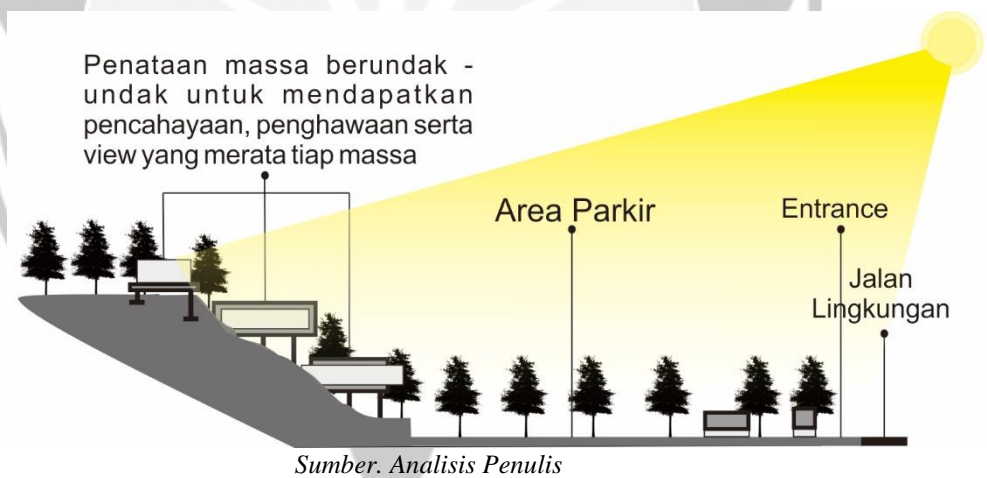 Penataan massa berundak -
undak untuk mendapatkan
pencahayaan, penghawaan serta
view yang merata tiap massa
Area Parkir
Entrance
Jalan
Lingkungan
Sumber. Analisis Penulis